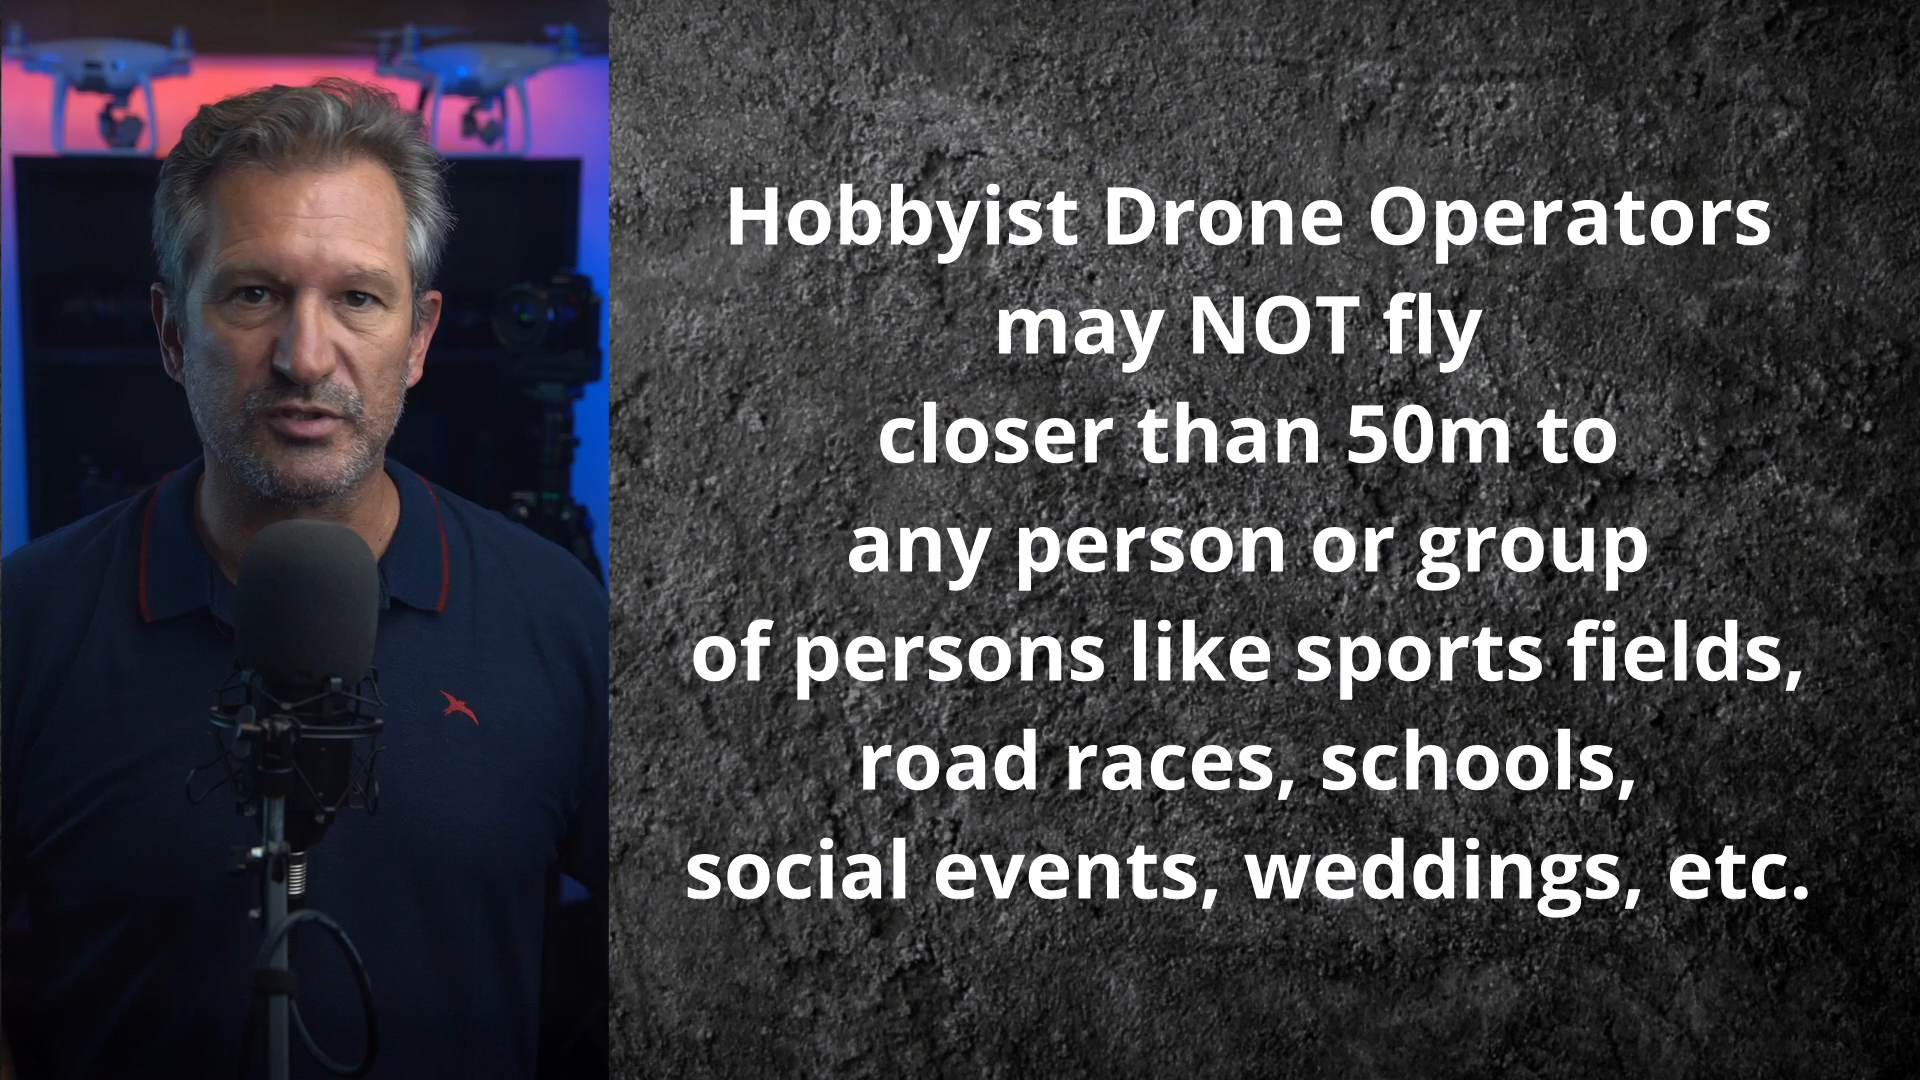 Hobbyist Drone Operators
may NOT fly
closer than 50m to
any person or group
of persons like sports fields,
road races, schools,
social events, weddings, etc.